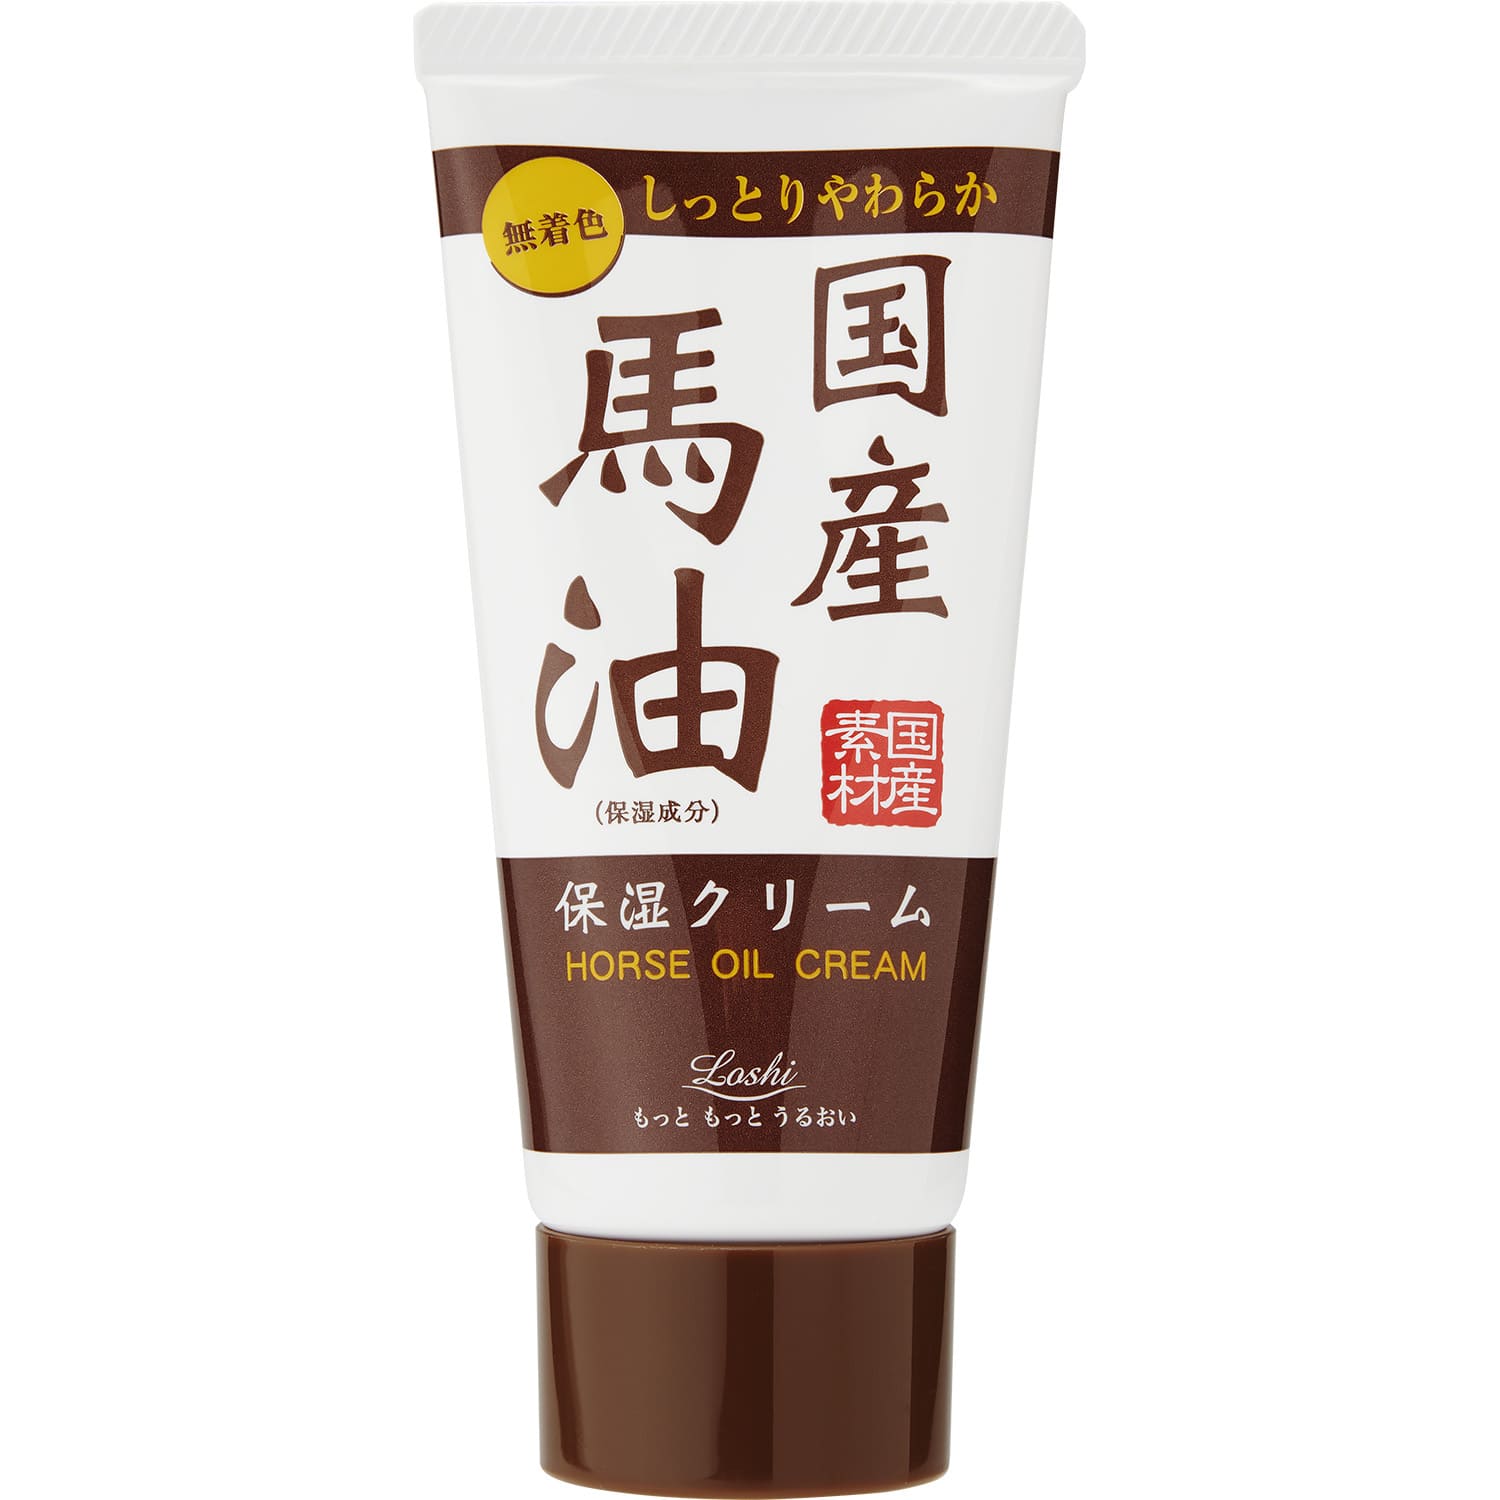 しっとりやわらか
無着色
国産
馬油
(保湿成分)
国産
素材
保湿クリーム
HORSE OIL CREAM
Loshi
もっと もっと うるおい